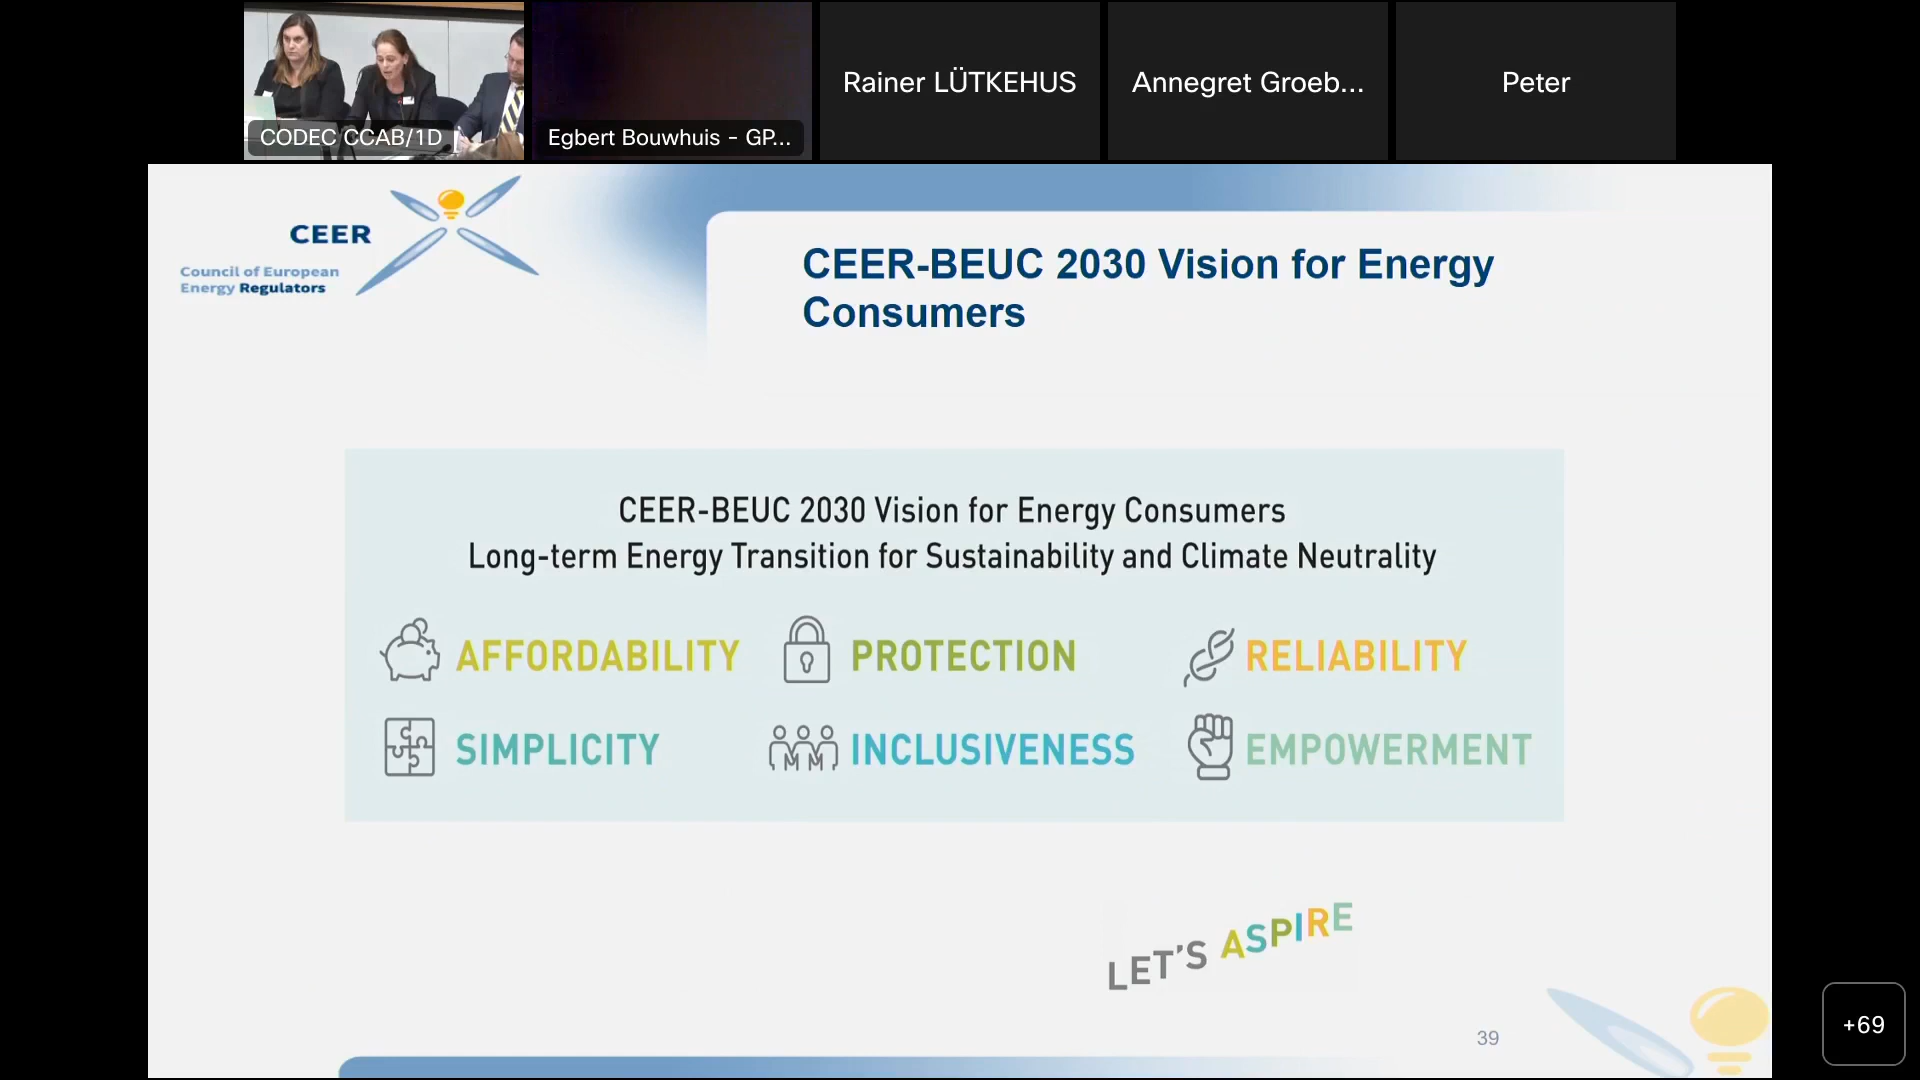 CODEC CCAB/1D
Egbert Bouwhuis - GP...
Rainer LÜTKEHUS
Annegret Groeb...
Peter
CEER
Council of European
Energy Regulators
CEER-BEUC 2030 Vision for Energy
Consumers
CEER-BEUC 2030 Vision for Energy Consumers
Long-term Energy Transition for Sustainability and Climate Neutrality
AFFORDABILITY
PROTECTION
RELIABILITY
SIMPLICITY
INCLUSIVENESS
EMPOWERMENT
LET'S ASPIRE
39
+69